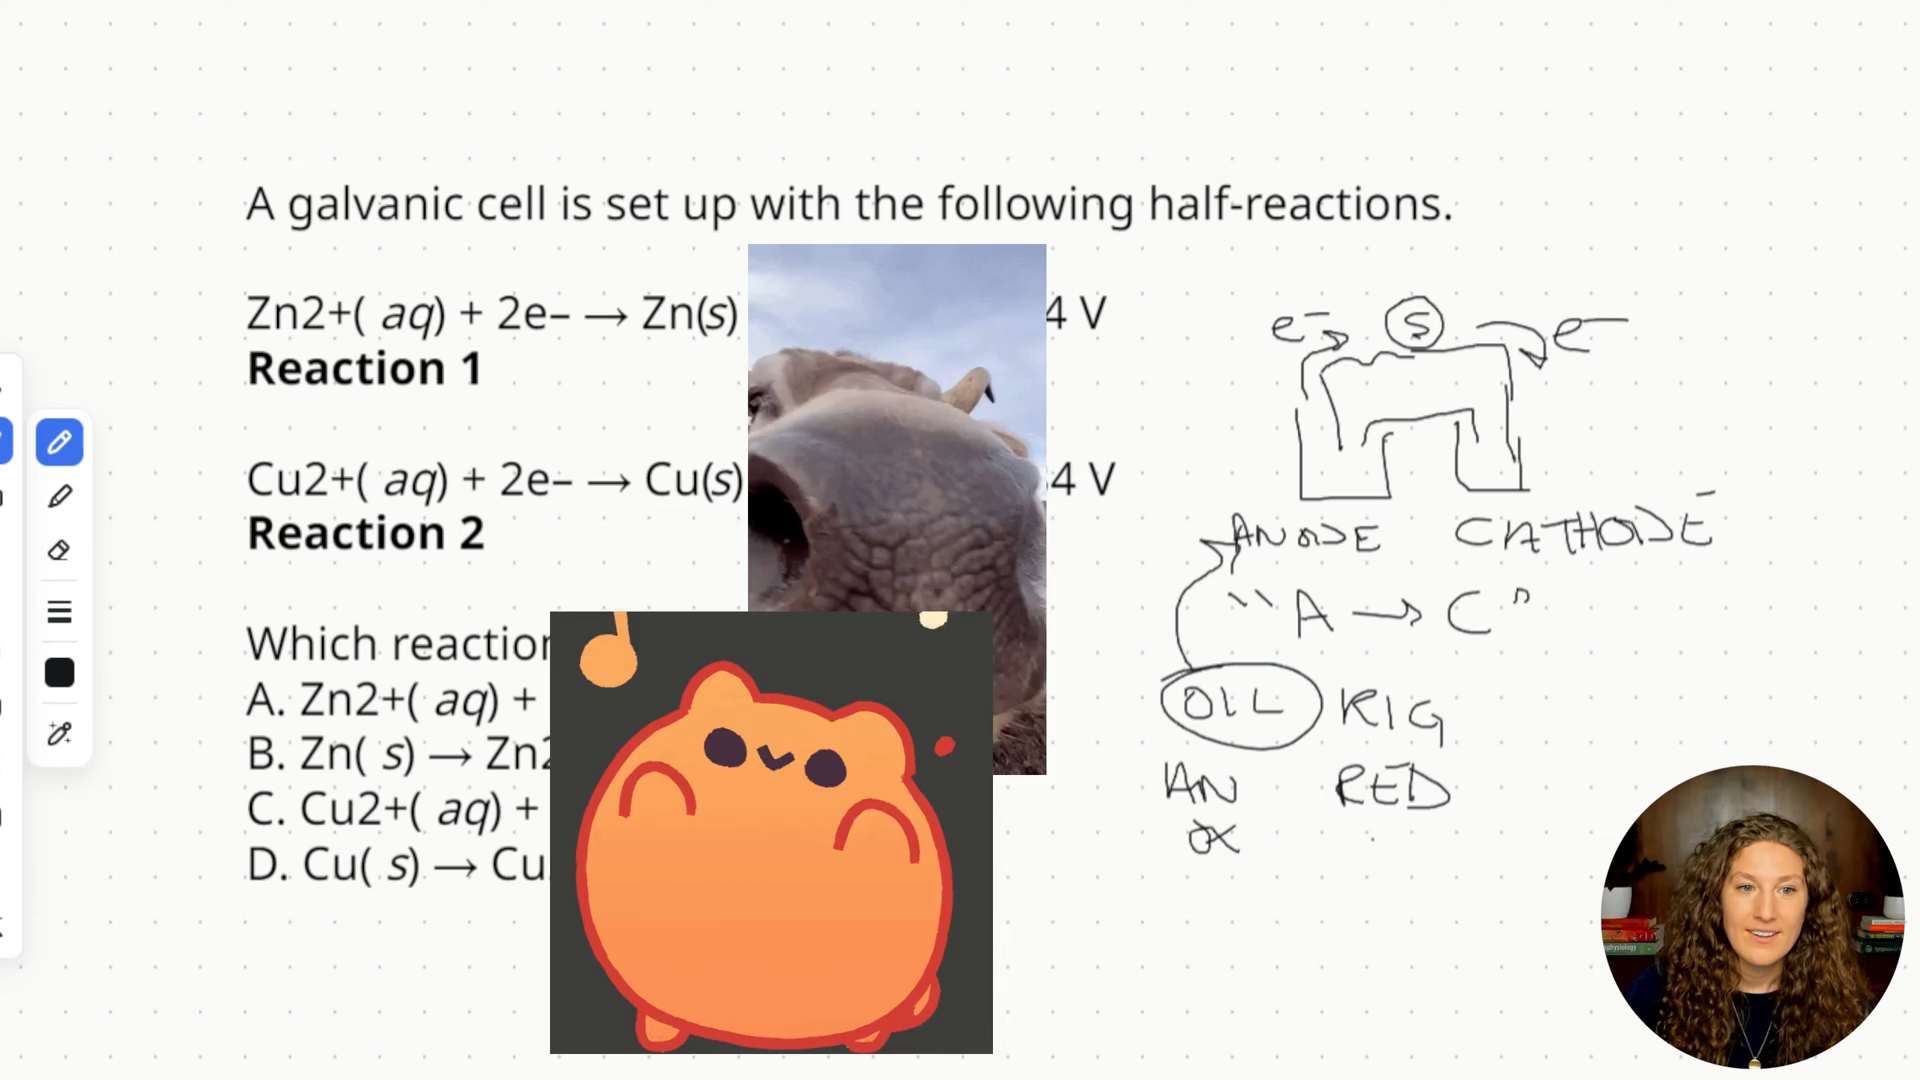 A galvanic cell is set up with the following half-reactions.
Zn2+( aq) + 2e– → Zn(s) 4 V
Reaction 1
Cu2+( aq) + 2e– → Cu(s) 4 V
Reaction 2
Which
A. Zn2+( aq) +
B. Zn( s) →
C. Cu2+( aq) +
D. Cu( s) → Cu
e– S e–
ANODE CATHODE
"A → C"
OIL RIG
AN RED
OX